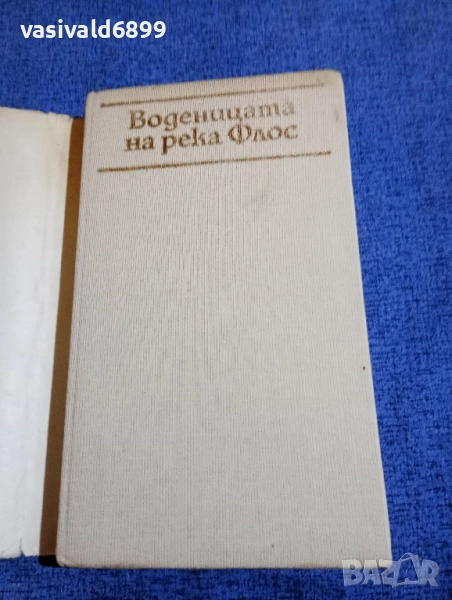 vasivald6899
Воденицата
на река Флос
BAZAR